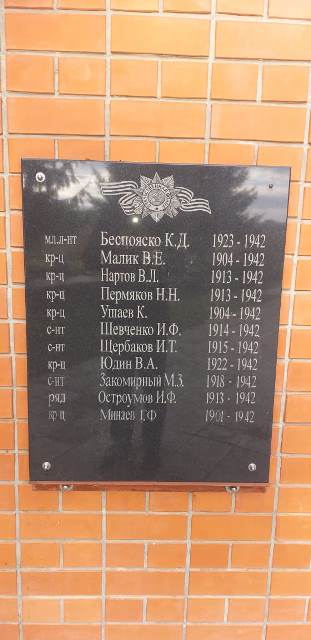 мл.л-нт Беспояско К.Д. 1923 - 1942
кр-ц Малик В.Е. 1904 - 1942
кр-ц Нартов В.Л. 1913 - 1942
кр-ц Пермяков Н.Н. 1913 - 1942
кр-ц Ушаев К. 1904 - 1942
с-нт Шевченко И.Ф. 1914 - 1942
с-нт Щербаков И.Т. 1915 - 1942
кр-ц Юдин В.А. 1922 - 1942
с-нт Закомирный М.З. 1918 - 1942
ряд Остроумов И.Ф. 1913 - 1942
кр-ц Минаев 1901 - 1942